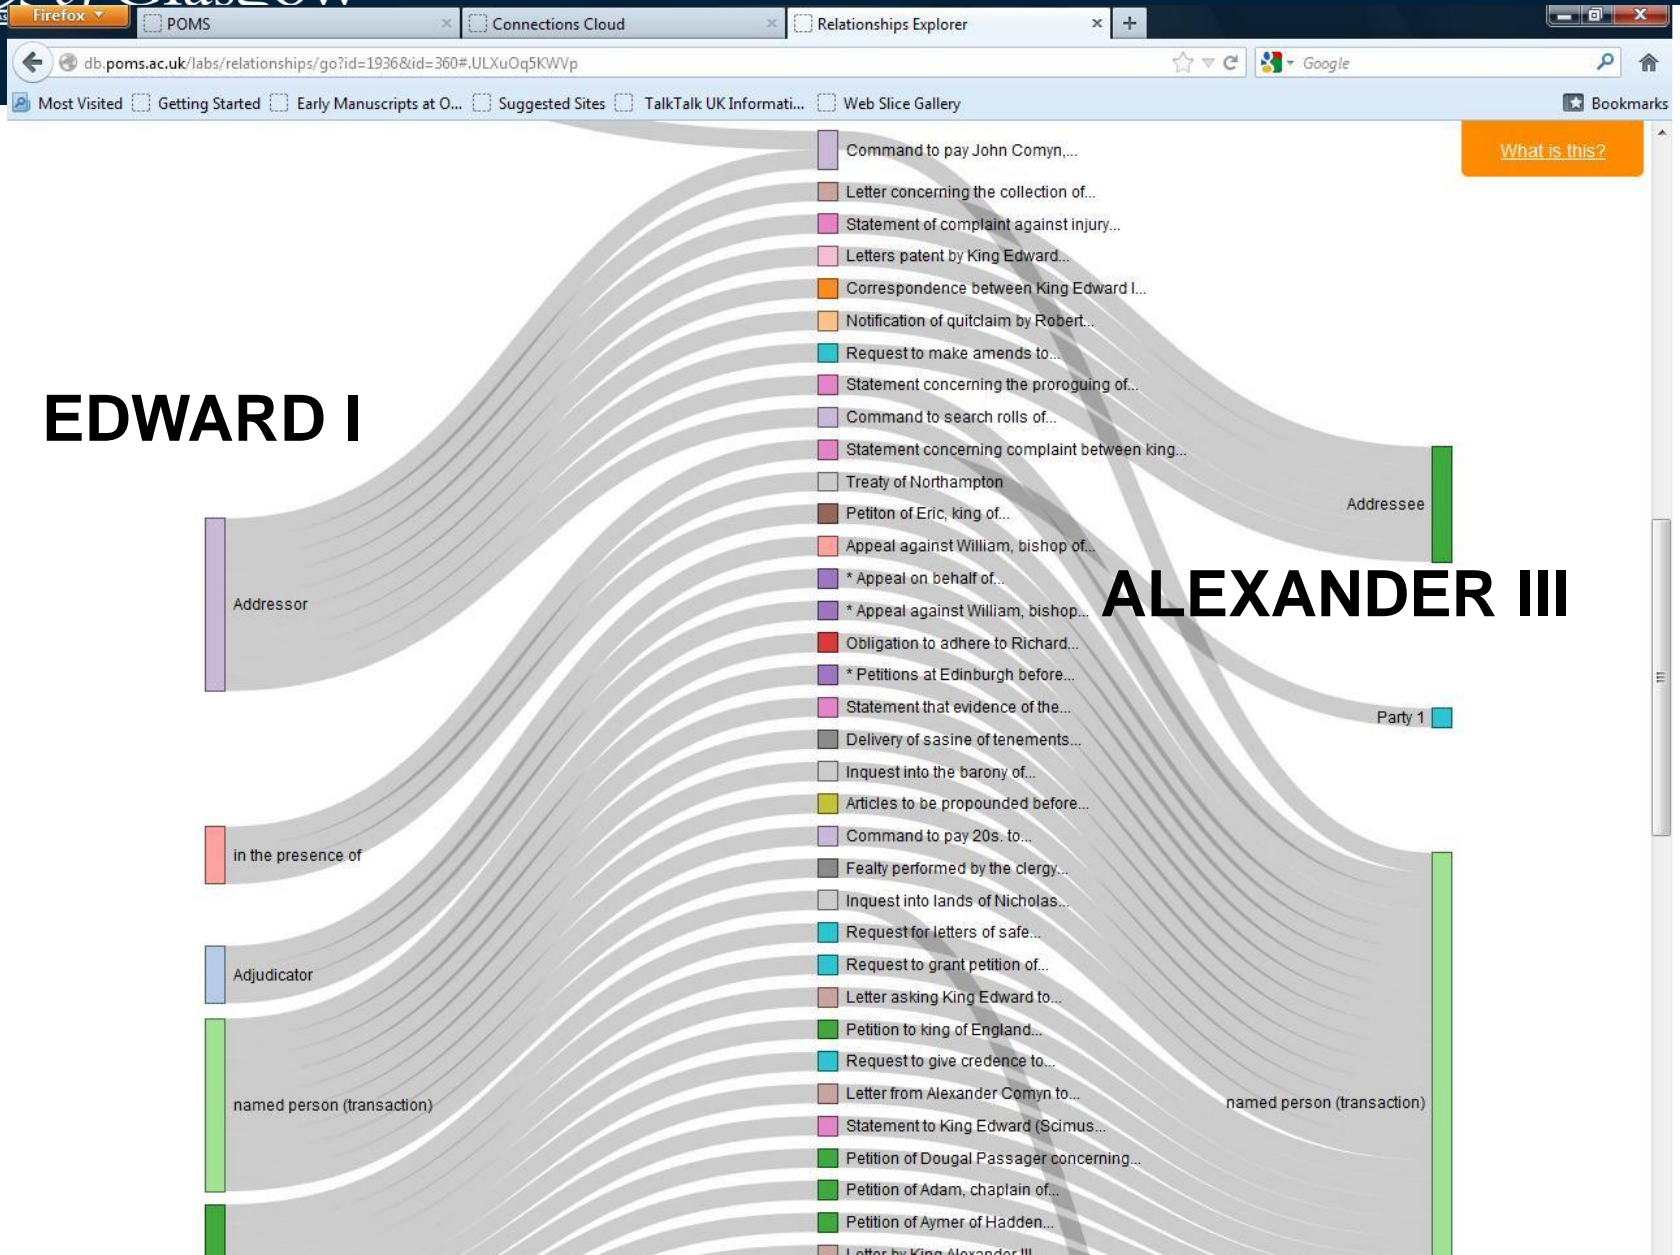 of Glasgow
Firefox
POMS
Connections Cloud
Relationships Explorer
db.poms.ac.uk/labs/relationships/go?id=1936&id=360#.ULXuOq5KWVp
Google
Most Visited
Getting Started
Early Manuscripts at O...
Suggested Sites
TalkTalk UK Informati...
Web Slice Gallery
Bookmarks
What is this?
Command to pay John Comyn,...
Letter concerning the collection of...
Statement of complaint against injury...
Letters patent by King Edward...
Correspondence between King Edward I...
Notification of quitclaim by Robert...
Request to make amends to...
Statement concerning the proroguing of...
EDWARD I
Command to search rolls of...
Statement concerning complaint between king...
Treaty of Northampton
Addressee
Petiton of Eric, king of...
Appeal against William, bishop of...
* Appeal on behalf of...
ALEXANDER III
Addressor
* Appeal against William, bishop...
Obligation to adhere to Richard...
* Petitions at Edinburgh before...
Statement that evidence of the...
Party 1
Delivery of sasine of tenements...
Inquest into the barony of...
Articles to be propounded before...
Command to pay 20s. to...
in the presence of
Fealty performed by the clergy...
Inquest into lands of Nicholas...
Request for letters of safe...
Request to grant petition of...
Adjudicator
Letter asking King Edward to...
Petition to king of England...
Request to give credence to...
Letter from Alexander Comyn to...
named person (transaction)
named person (transaction)
Statement to King Edward (Scimus...
Petition of Dougal Passager concerning...
Petition of Adam, chaplain of...
Petition of Aymer of Hadden...
Letter by King Alexander III